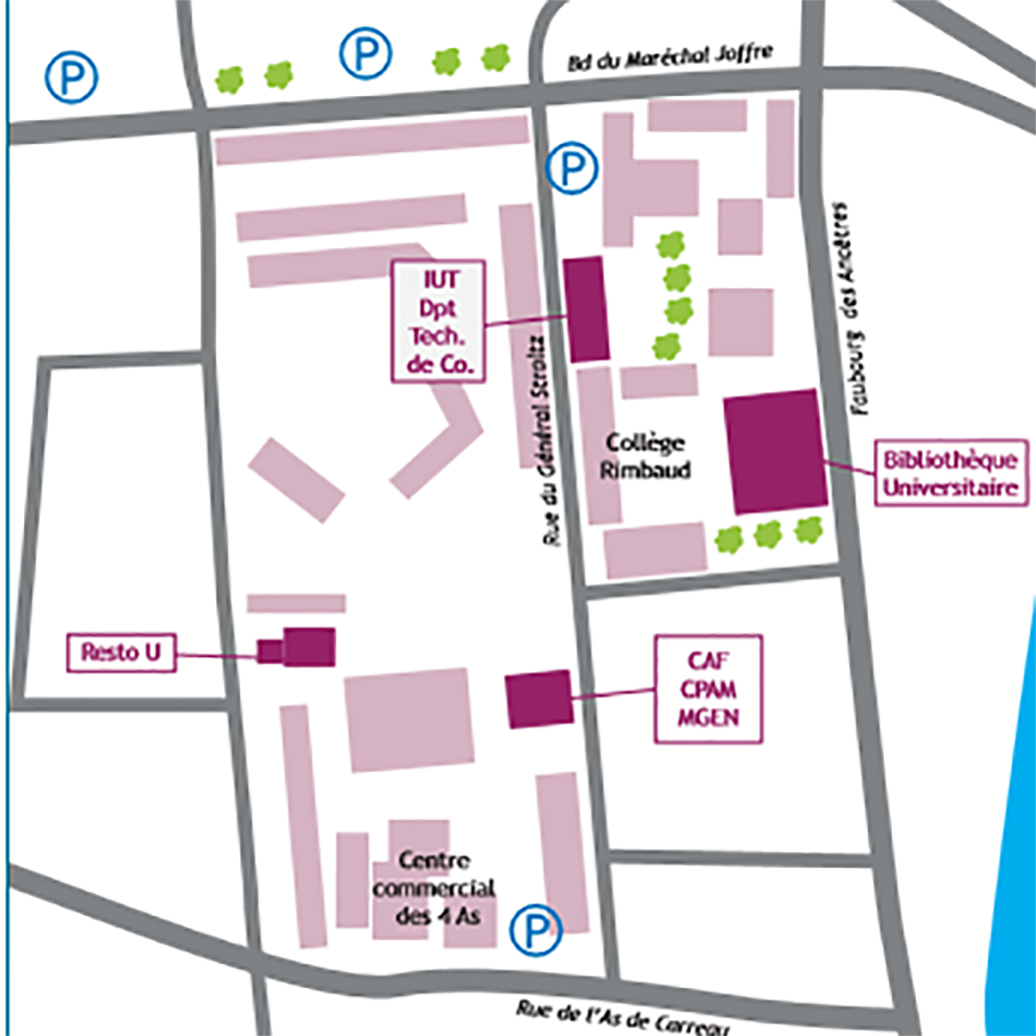 P
P
Bd du Maréchal Joffre
P
IUT
Dpt
Tech.
de Co.
Rue du Général Stroltz
Faubourg des Ancêtres
Collège
Rimbaud
Bibliothèque
Universitaire
Resto U
CAF
CPAM
MGEN
Centre
commercial
des 4 As
P
Rue de l'As de Carreau